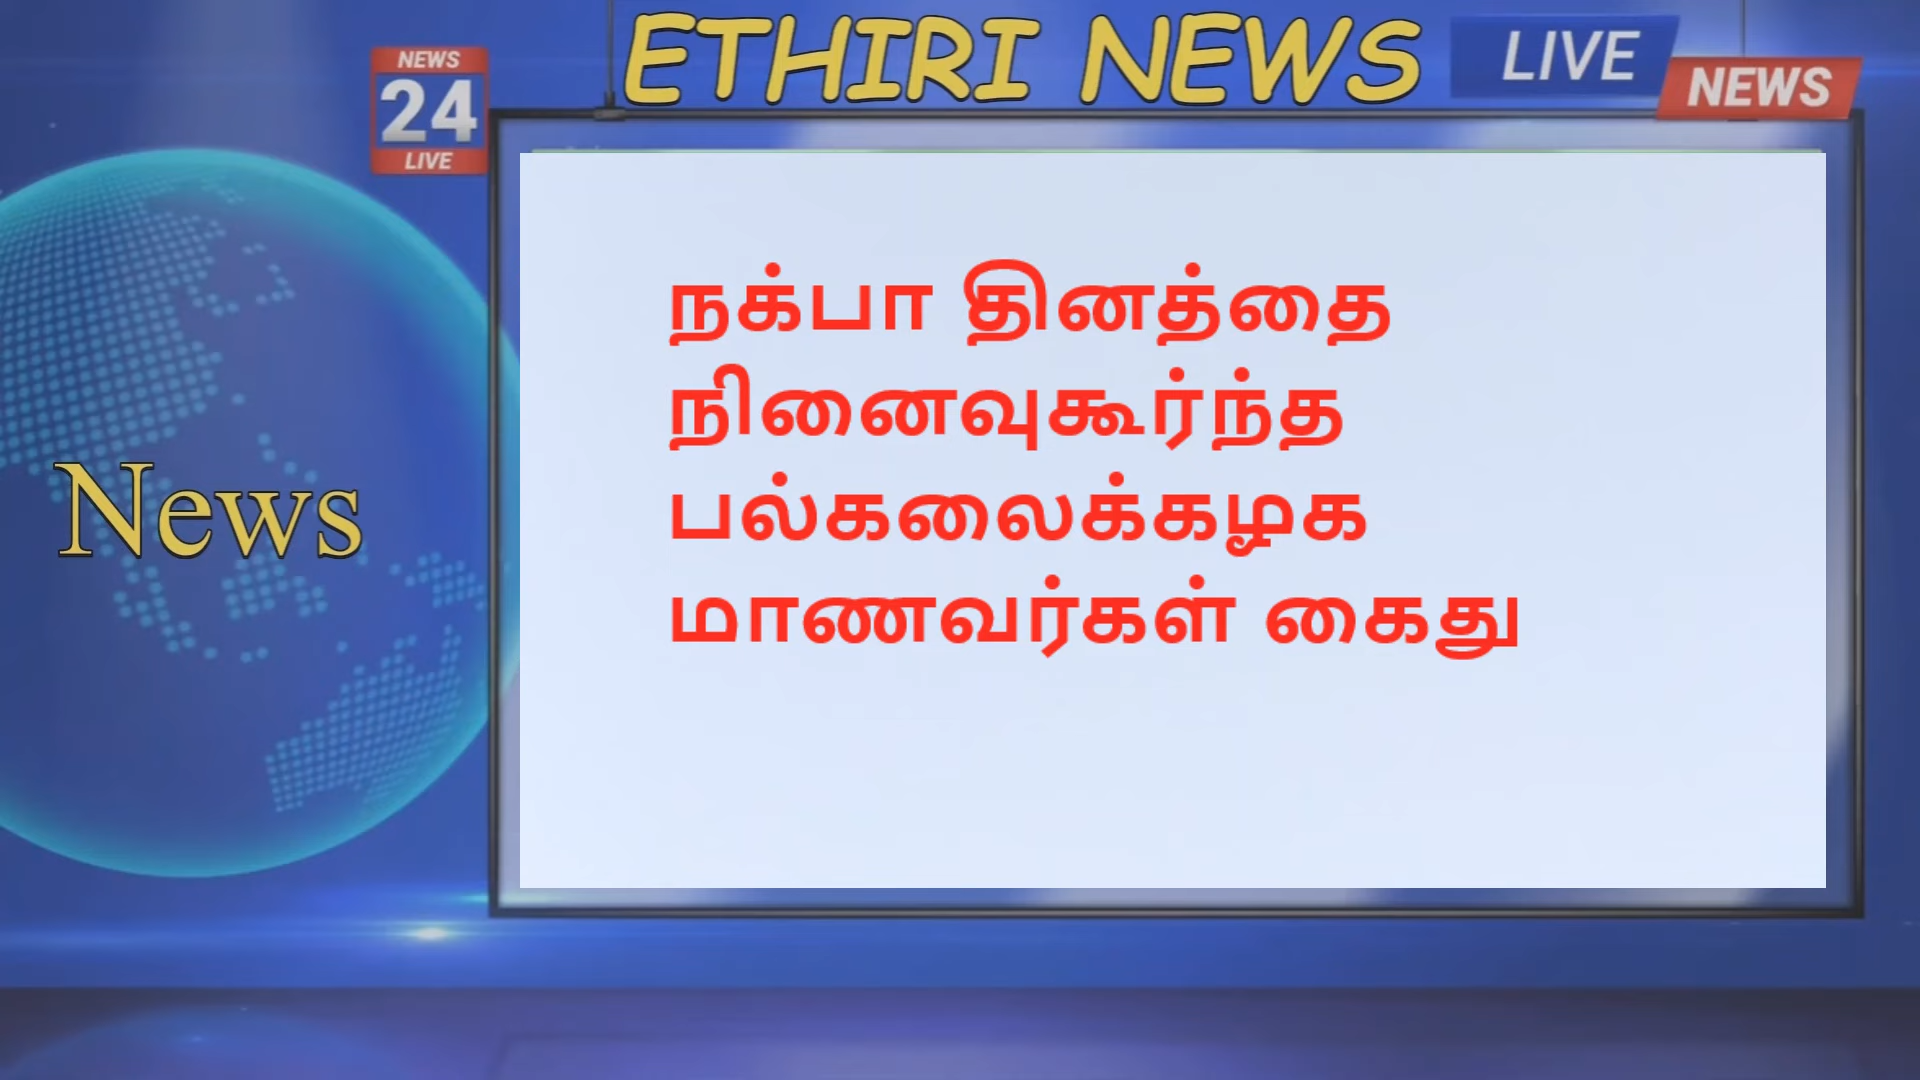 ETHIRI NEWS
LIVE
NEWS
NEWS
24
LIVE
News
நக்பா தினத்தை
நினைவுகூர்ந்த
பல்கலைக்கழக
மாணவர்கள் கைது